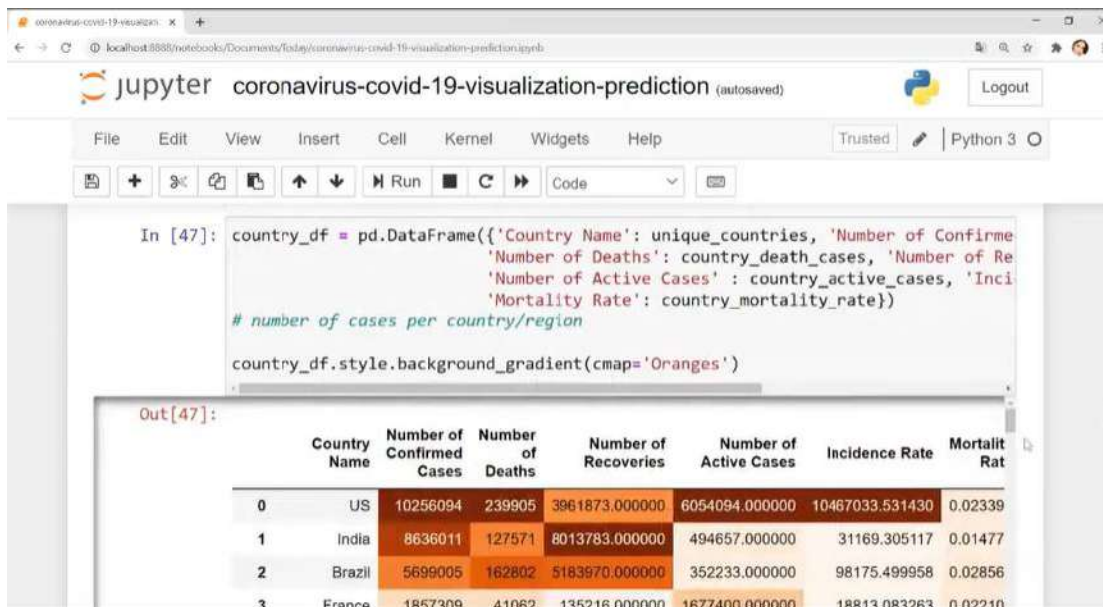 coronavirus-covid-19-visualizati
localhost:8888/notebooks/Documents/Today/coronavirus-covid-19-visualization-prediction.ipynb
jupyter coronavirus-covid-19-visualization-prediction (autosaved)
Logout
File Edit View Insert Cell Kernel Widgets Help Trusted Python 3
Run Code
In [47]: country_df = pd.DataFrame({'Country Name': unique_countries, 'Number of Confirme
'Number of Deaths': country_death_cases, 'Number of Re
'Number of Active Cases' : country_active_cases, 'Inci
'Mortality Rate': country_mortality_rate})
# number of cases per country/region
country_df.style.background_gradient(cmap='Oranges')
Out[47]:
Country Name Number of Confirmed Cases Number of Deaths Number of Recoveries Number of Active Cases Incidence Rate Mortalit Rat
0 US 10256094 239905 3961873.000000 6054094.000000 10467033.531430 0.02339
1 India 8636011 127571 8013783.000000 494657.000000 31169.305117 0.01477
2 Brazil 5699005 162802 5183970.000000 352233.000000 98175.499958 0.02856
3 France 1857309 41062 135216.000000 1677400.000000 18813.083263 0.02210